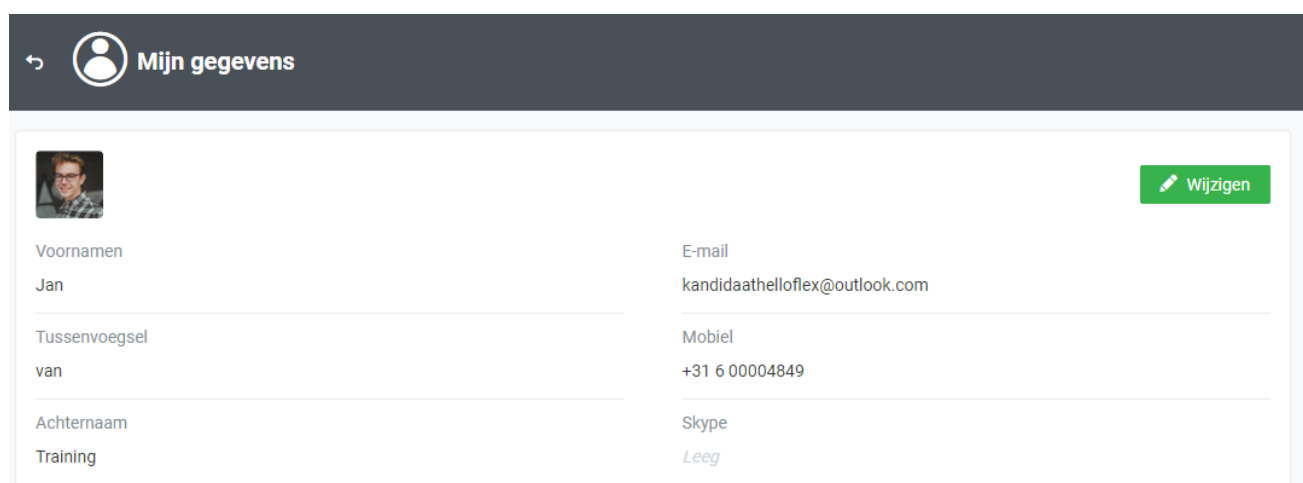 Mijn gegevens
Wijzigen
Voornamen
Jan
Tussenvoegsel
van
Achternaam
Training
E-mail
kandidaathelloflex@outlook.com
Mobiel
+31 6 00004849
Skype
Leeg